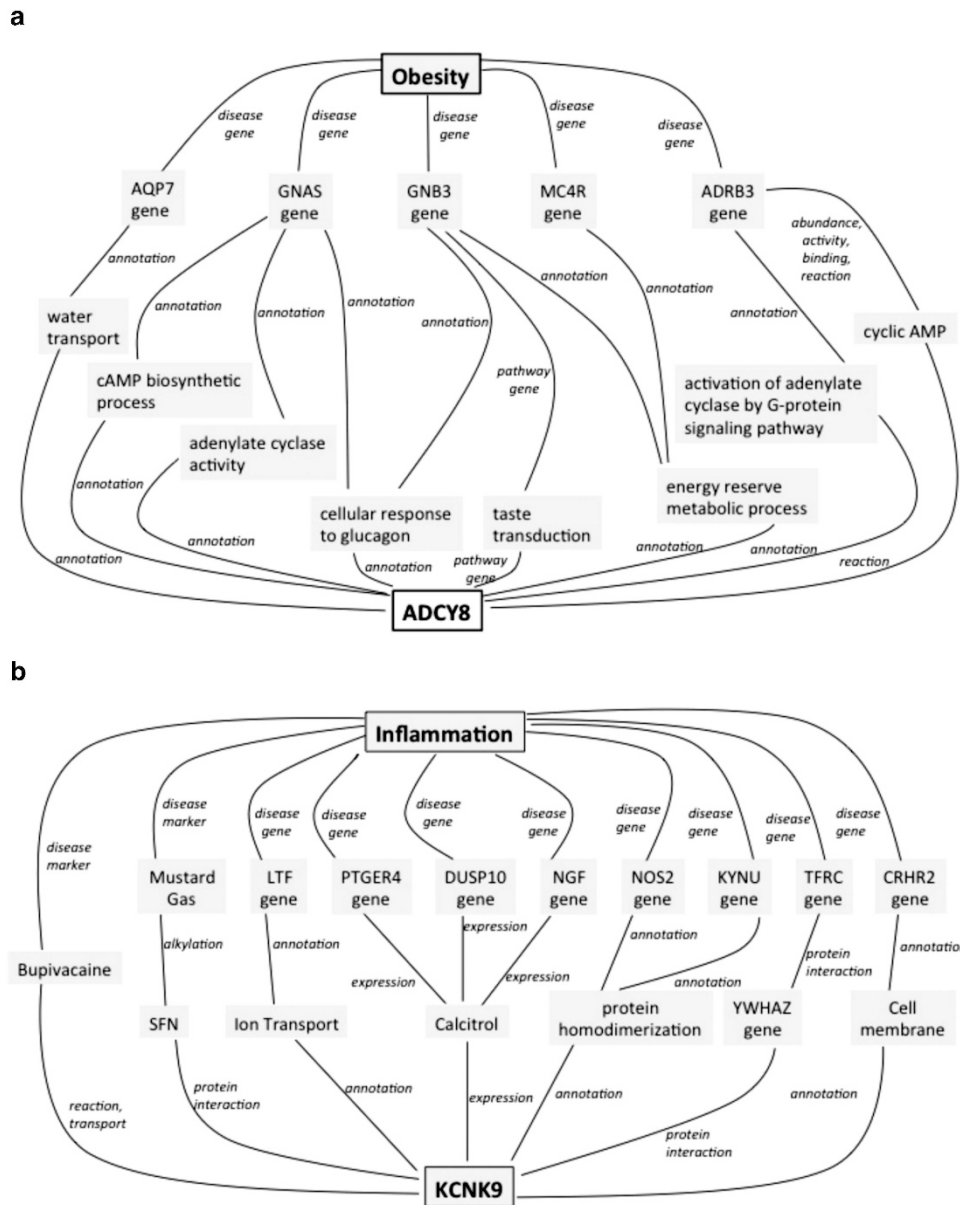 a
Obesity
disease
gene
disease
gene
disease
gene
disease
gene
disease
gene
AQP7
gene
GNAS
gene
GNB3
gene
MC4R
gene
ADRB3
gene
abundance,
activity,
binding,
reaction
annotation
annotation
annotation
annotation
annotation
annotation
annotation
annotation
water
transport
cyclic AMP
cAMP biosynthetic
process
pathway
gene
activation of adenylate
cyclase by G-protein
signaling pathway
adenylate cyclase
activity
annotation
energy reserve
metabolic process
cellular response
to glucagon
taste
transduction
annotation
annotation
annotation
pathway
gene
annotation
annotation
reaction
ADCY8
b
Inflammation
disease
marker
disease
marker
disease
gene
disease
gene
disease
gene
disease
gene
disease
gene
disease
gene
disease
gene
disease
gene
Mustard
Gas
LTF
gene
PTGER4
gene
DUSP10
gene
NGF
gene
NOS2
gene
KYNU
gene
TFRC
gene
CRHR2
gene
alkylation
annotation
expression
expression
expression
annotation
annotation
protein
interaction
annotatio
Bupivacaine
SFN
Ion Transport
Calcitrol
protein
homodimerization
YWHAZ
gene
Cell
membrane
reaction,
transport
protein
interaction
annotation
expression
annotation
protein
interaction
annotation
KCNK9